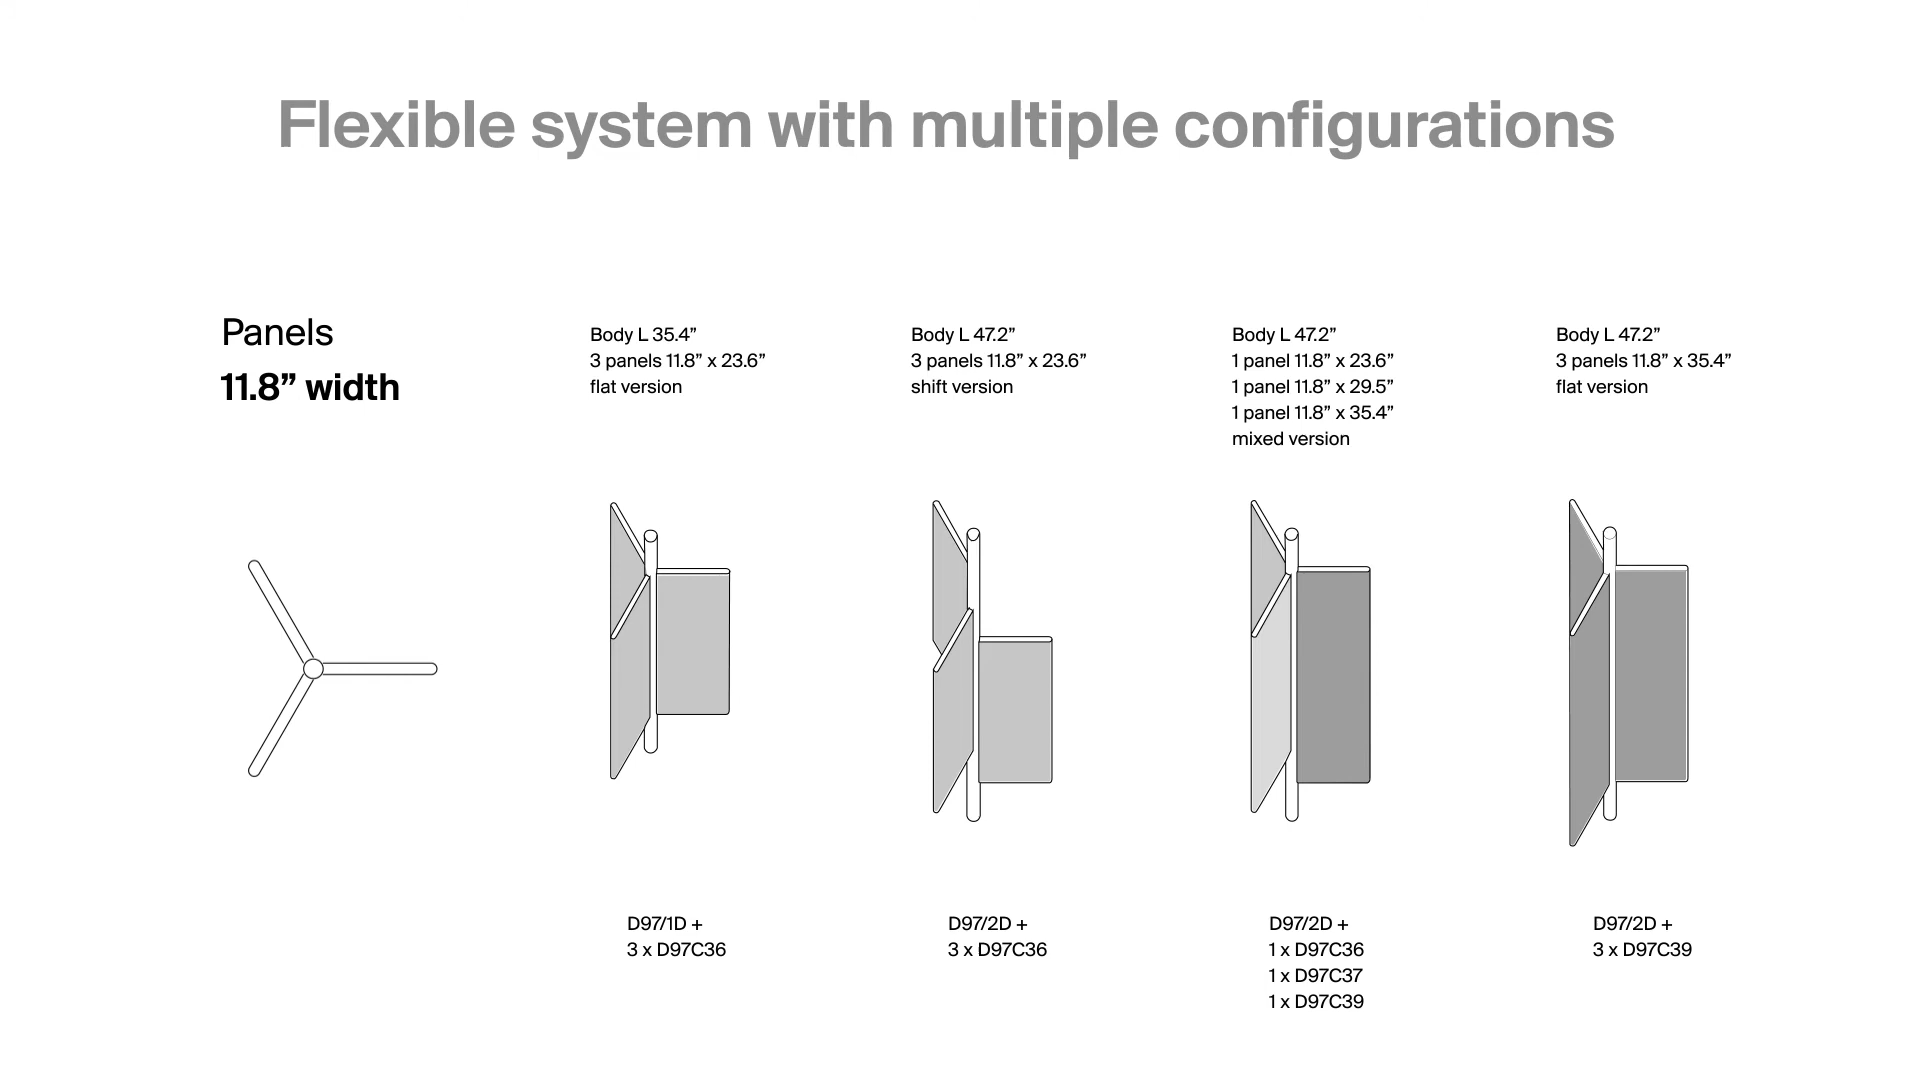 Flexible system with multiple configurations
Panels
11.8” width
Body L 35.4”
3 panels 11.8” x 23.6”
flat version
Body L 47.2”
3 panels 11.8” x 23.6”
shift version
Body L 47.2”
1 panel 11.8” x 23.6”
1 panel 11.8” x 29.5”
1 panel 11.8” x 35.4”
mixed version
Body L 47.2”
3 panels 11.8” x 35.4”
flat version
D97/1D +
3 x D97C36
D97/2D +
3 x D97C36
D97/2D +
1 x D97C36
1 x D97C37
1 x D97C39
D97/2D +
3 x D97C39